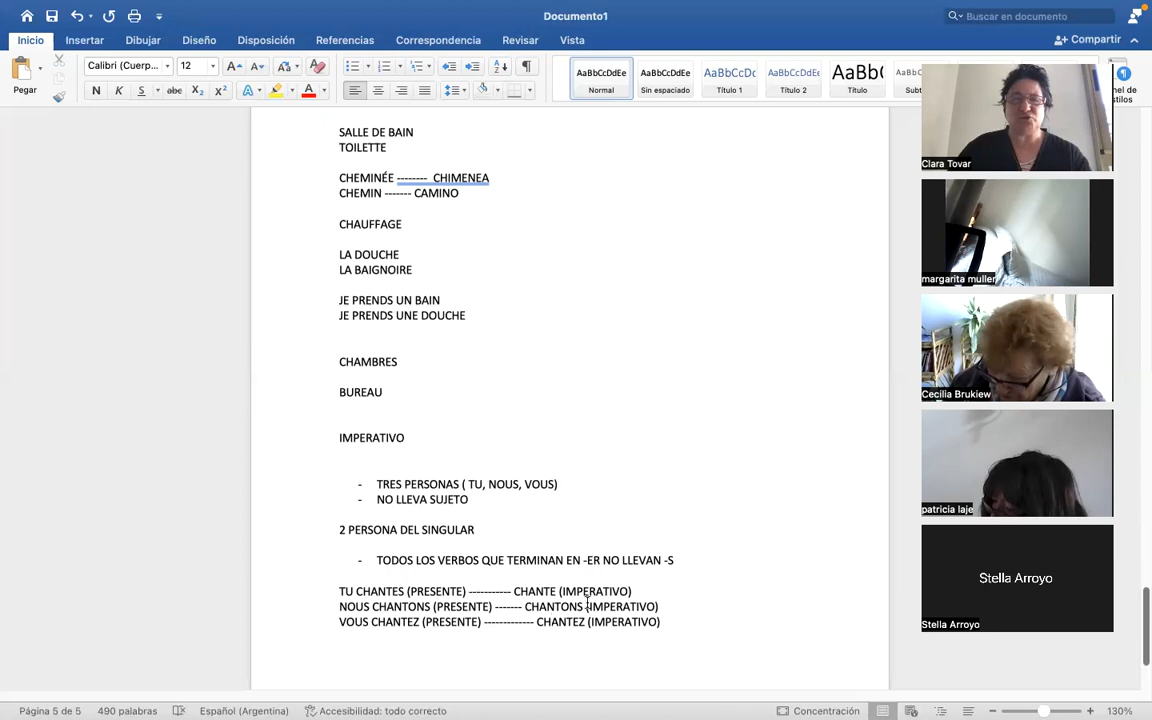 Documento1
Buscar en documento
Inicio Insertar Dibujar Diseño Disposición Referencias Correspondencia Revisar Vista
Compartir
Calibri (Cuerp... 12
Pegar
N K S abc X2 X2
AaBbCcDdEe AaBbCcDdEe AaBbCcDc AaBbCcDdEe AaBbC
Normal Sin espaciado Título 1 Título 2 Título
SALLE DE BAIN
TOILETTE
CHEMINÉE -------- CHIMENEA
CHEMIN ------- CAMINO
CHAUFFAGE
LA DOUCHE
LA BAIGNOIRE
JE PRENDS UN BAIN
JE PRENDS UNE DOUCHE
CHAMBRES
BUREAU
IMPERATIVO
- TRES PERSONAS ( TU, NOUS, VOUS)
- NO LLEVA SUJETO
2 PERSONA DEL SINGULAR
- TODOS LOS VERBOS QUE TERMINAN EN -ER NO LLEVAN -S
TU CHANTES (PRESENTE) ----------- CHANTE (IMPERATIVO)
NOUS CHANTONS (PRESENTE) ------- CHANTONS (IMPERATIVO)
VOUS CHANTEZ (PRESENTE) ------------- CHANTEZ (IMPERATIVO)
Clara Tovar
margarita muller
Cecilia Brukiew
patricia laje
Stella Arroyo
Stella Arroyo
Página 5 de 5 490 palabras Español (Argentina) Accesibilidad: todo correcto Concentración 130%